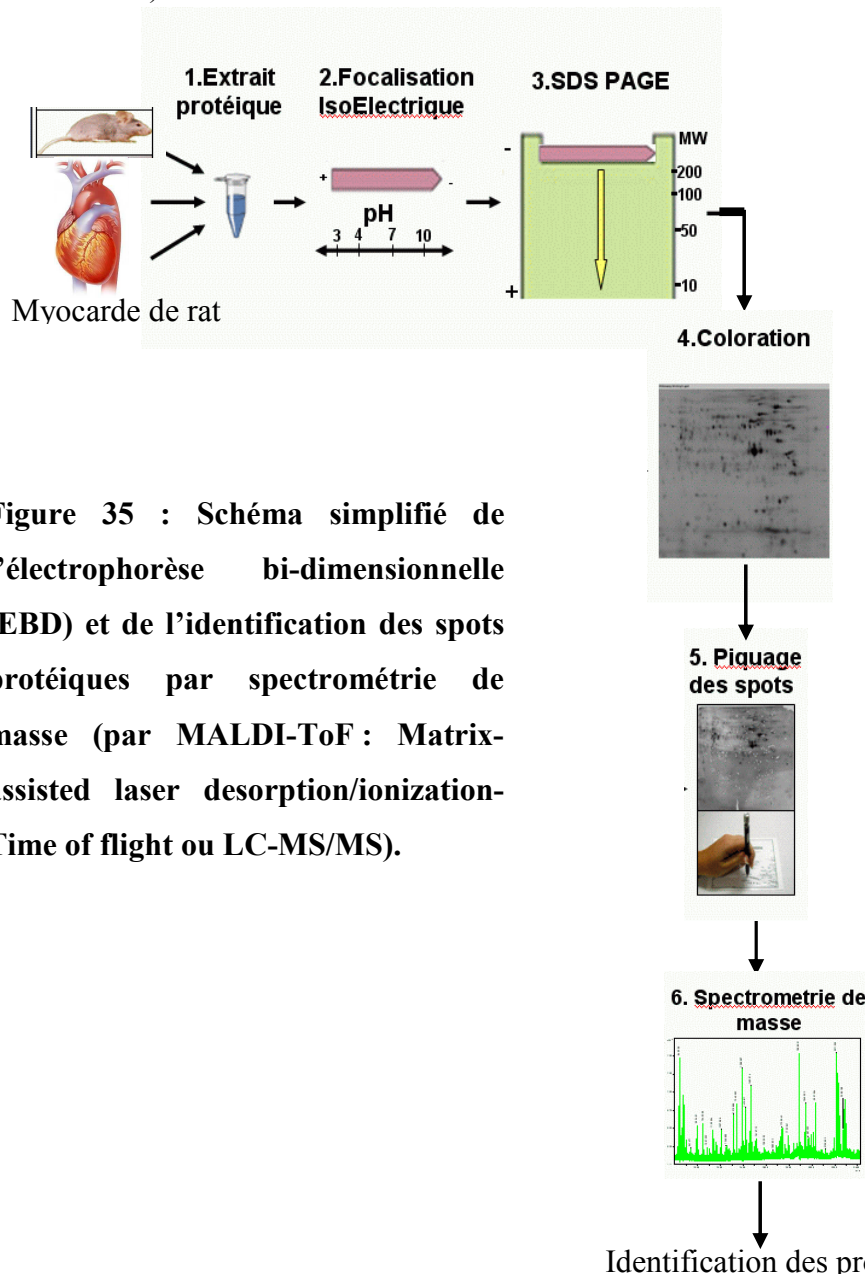 1.Extrait
protéique
2.Focalisation
IsoElectrique
3.SDS PAGE
+
-
pH
3 4 7 10
-
+
MW
200
100
50
10
Myocarde de rat
4.Coloration
Figure 35 : Schéma simplifié de
l'électrophorèse bi-dimensionnelle
(EBD) et de l'identification des spots
protéiques par spectrométrie de
masse (par MALDI-ToF : Matrix-
assisted laser desorption/ionization-
Time of flight ou LC-MS/MS).
5. Piquage
des spots
6. Spectrometrie de
masse
Identification des pro